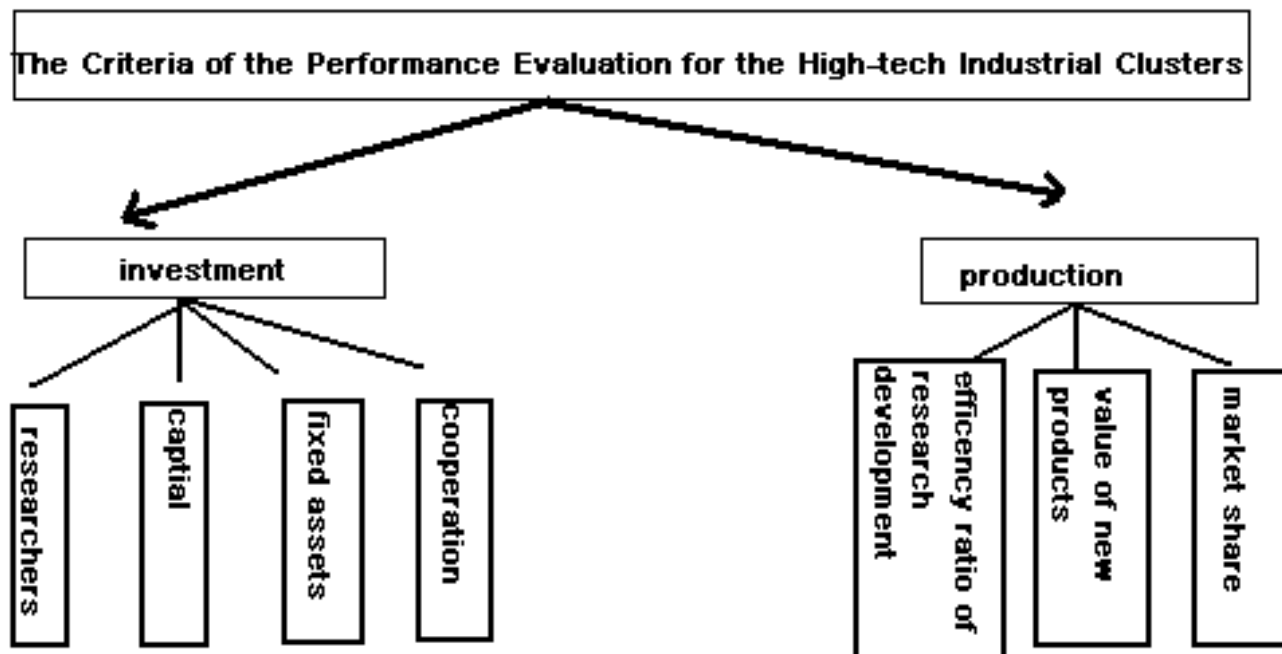 The Criteria of the Performance Evaluation for the High-tech Industrial Clusters
investment
production
researchers
captial
fixed assets
cooperation
efficency ratio of
research
development
value of new
products
market share